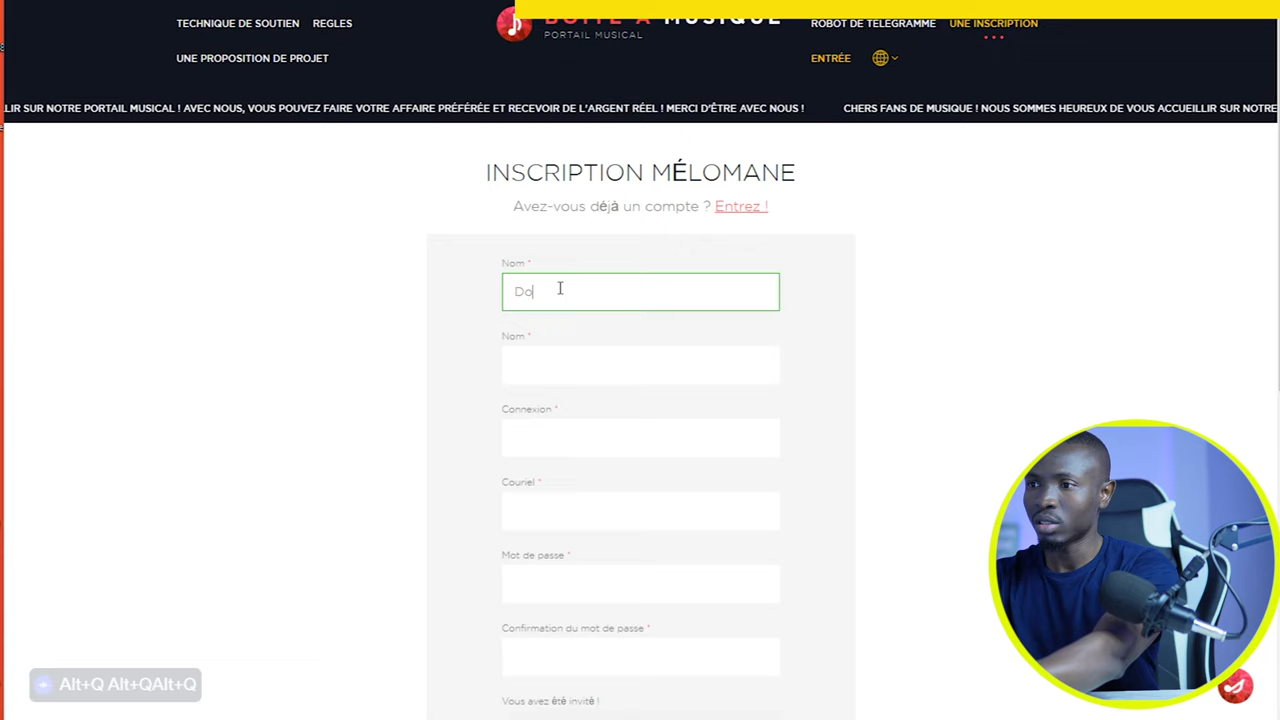 TECHNIQUE DE SOUTIEN REGLES
BOITE À MUSIQUE
PORTAIL MUSICAL
ROBOT DE TELEGRAMME UNE INSCRIPTION
UNE PROPOSITION DE PROJET
ENTRÉE
LLIR SUR NOTRE PORTAIL MUSICAL ! AVEC NOUS, VOUS POUVEZ FAIRE VOTRE AFFAIRE PRÉFÉRÉE ET RECEVOIR DE L'ARGENT RÉEL ! MERCI D'ÊTRE AVEC NOUS ! CHERS FANS DE MUSIQUE ! NOUS SOMMES HEUREUX DE VOUS ACCUEILLIR SUR NOTRE
INSCRIPTION MÉLOMANE
Avez-vous déjà un compte ? Entrez !
Nom *
Do
Nom *
Connexion *
Couriel *
Mot de passe *
Confirmation du mot de passe *
Vous avez été invité !
Alt+Q Alt+QAlt+Q